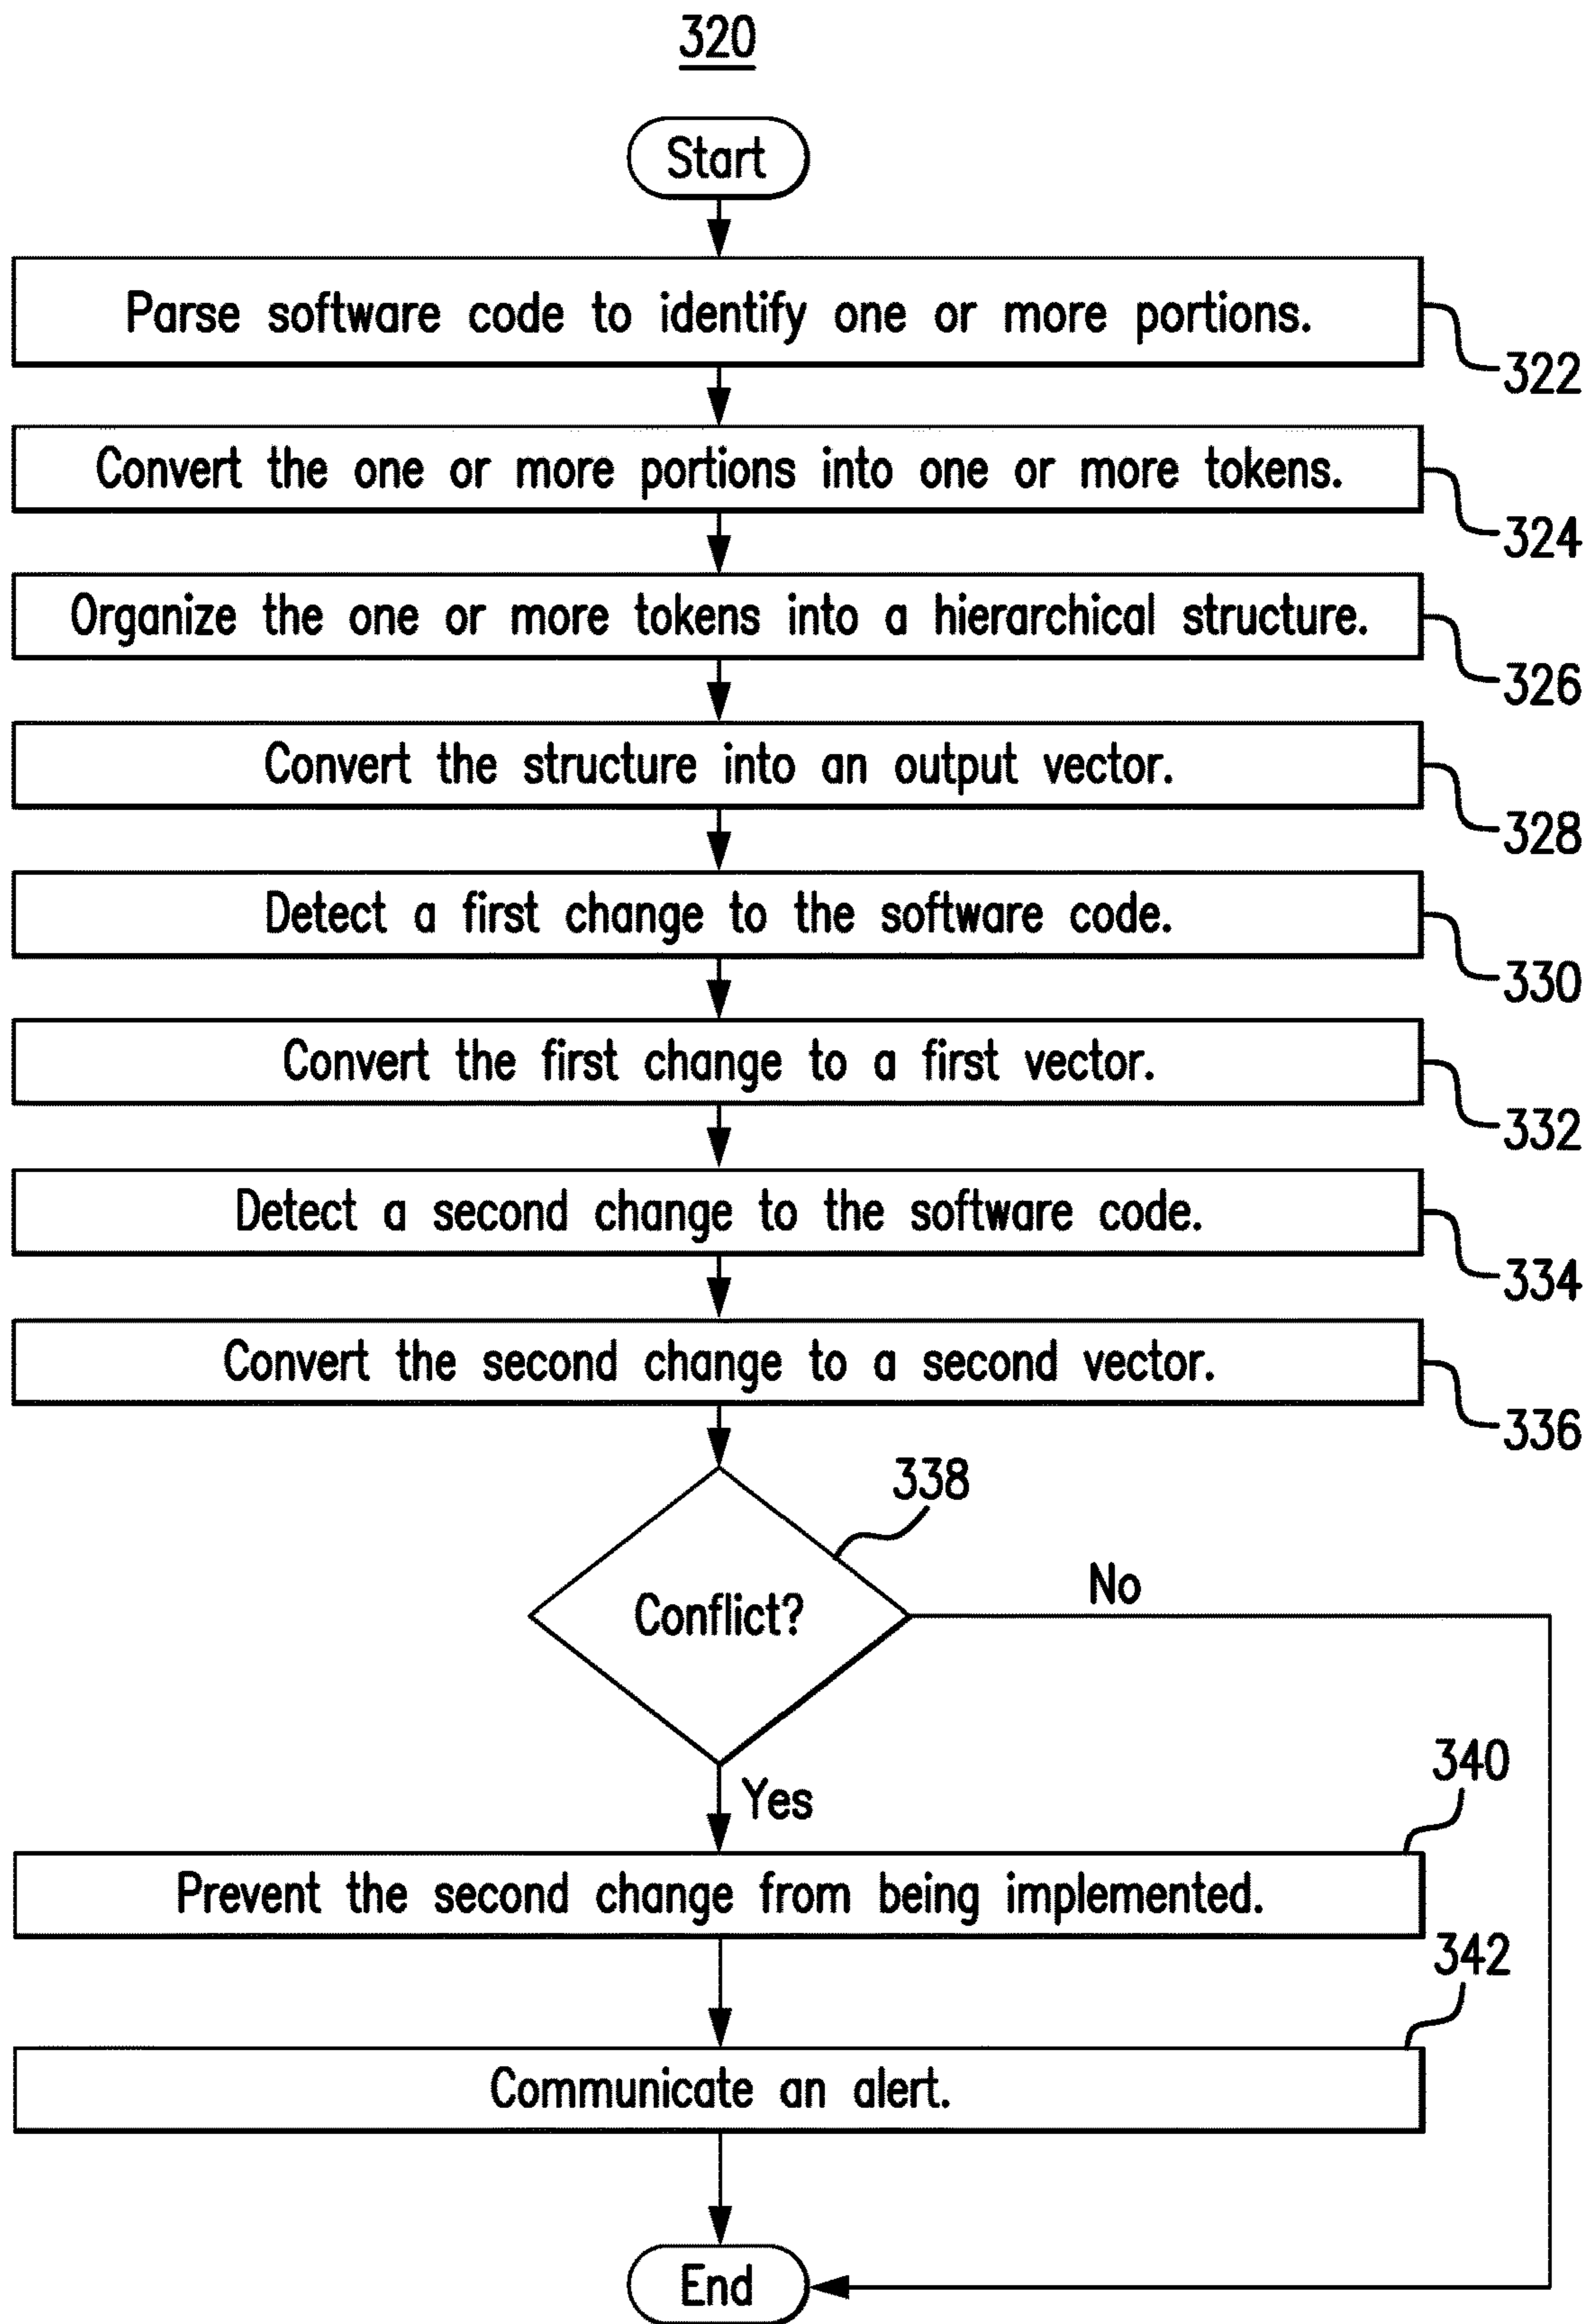 320
Start
Parse software code to identify one or more portions.
322
Convert the one or more portions into one or more tokens.
324
Organize the one or more tokens into a hierarchical structure.
326
Convert the structure into an output vector.
328
Detect a first change to the software code.
330
Convert the first change to a first vector.
332
Detect a second change to the software code.
334
Convert the second change to a second vector.
336
338
Conflict?
No
Yes
340
Prevent the second change from being implemented.
342
Communicate an alert.
End